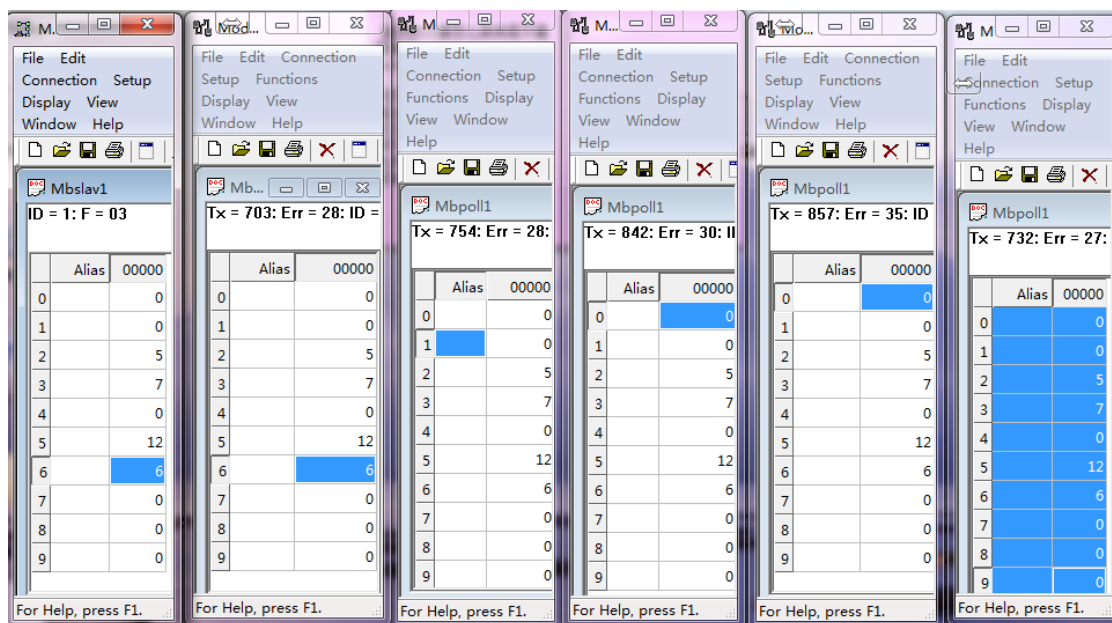 M...
File Edit
Connection Setup
Display View
Window Help
Mbslav1
ID = 1: F = 03
Alias 00000
0 0
1 0
2 5
3 7
4 0
5 12
6 6
7 0
8 0
9 0
For Help, press F1.
Mod...
File Edit Connection
Setup Functions
Display View
Window Help
Mb...
Tx = 703: Err = 28: ID =
Alias 00000
0 0
1 0
2 5
3 7
4 0
5 12
6 6
7 0
8 0
9 0
For Help, press F1.
M
File Edit
Connection Setup
Functions Display
View Window
Help
Mbpoll1
Tx = 754: Err = 28:
Alias 00000
0 0
1 0
2 5
3 7
4 0
5 12
6 6
7 0
8 0
9 0
For Help, press F1.
M...
File Edit
Connection Setup
Functions Display
View Window
Help
Mbpoll1
Tx = 842: Err = 30: II
Alias 00000
0 0
1 0
2 5
3 7
4 0
5 12
6 6
7 0
8 0
9 0
For Help, press F1.
Mo...
File Edit Connection
Setup Functions
Display View
Window Help
Mbpoll1
Tx = 857: Err = 35: ID
Alias 00000
0 0
1 0
2 5
3 7
4 0
5 12
6 6
7 0
8 0
9 0
For Help, press F1.
M
File Edit
Connection Setup
Functions Display
View Window
Help
Mbpoll1
Tx = 732: Err = 27:
Alias 00000
0 0
1 0
2 5
3 7
4 0
5 12
6 6
7 0
8 0
9 0
For Help, press F1.